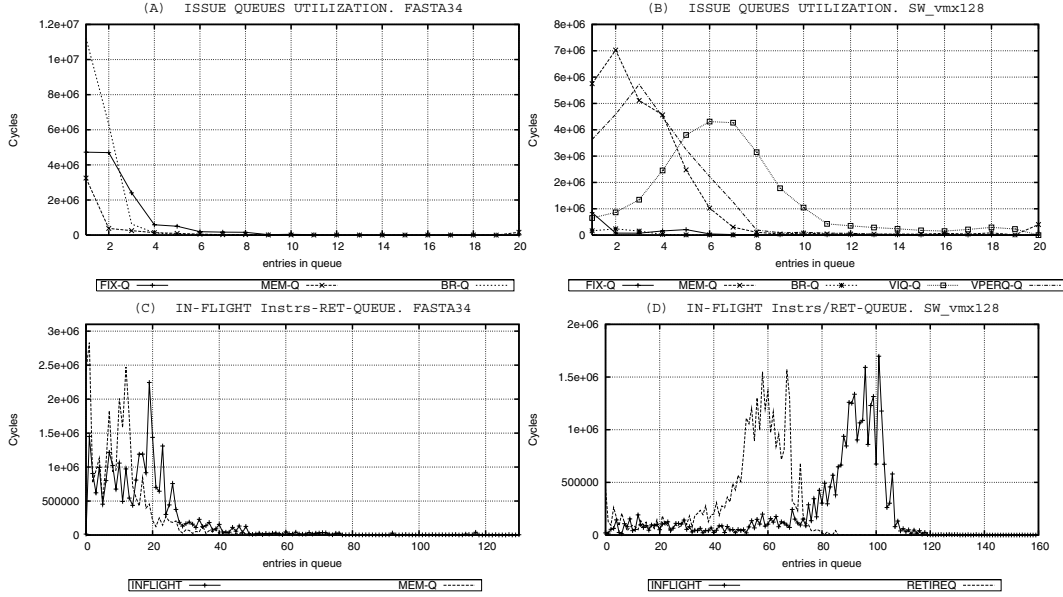 (A) ISSUE QUEUES UTILIZATION. FASTA34
1.2e+07
1e+07
8e+06
6e+06
4e+06
2e+06
0
Cycles
2 4 6 8 10 12 14 16 18 20
entries in queue
FIX-Q MEM-Q BR-Q
(B) ISSUE QUEUES UTILIZATION. SW_vmx128
8e+06
7e+06
6e+06
5e+06
4e+06
3e+06
2e+06
1e+06
0
Cycles
2 4 6 8 10 12 14 16 18 20
entries in queue
FIX-Q MEM-Q BR-Q VIQ-Q VPERQ-Q
(C) IN-FLIGHT Instrs-RET-QUEUE. FASTA34
3e+06
2.5e+06
2e+06
1.5e+06
1e+06
500000
0
Cycles
0 20 40 60 80 100 120
entries in queue
INFLIGHT MEM-Q
(D) IN-FLIGHT Instrs/RET-QUEUE. SW_vmx128
2e+06
1.5e+06
1e+06
500000
0
Cycles
0 20 40 60 80 100 120 140 160
entries in queue
INFLIGHT RETIREQ